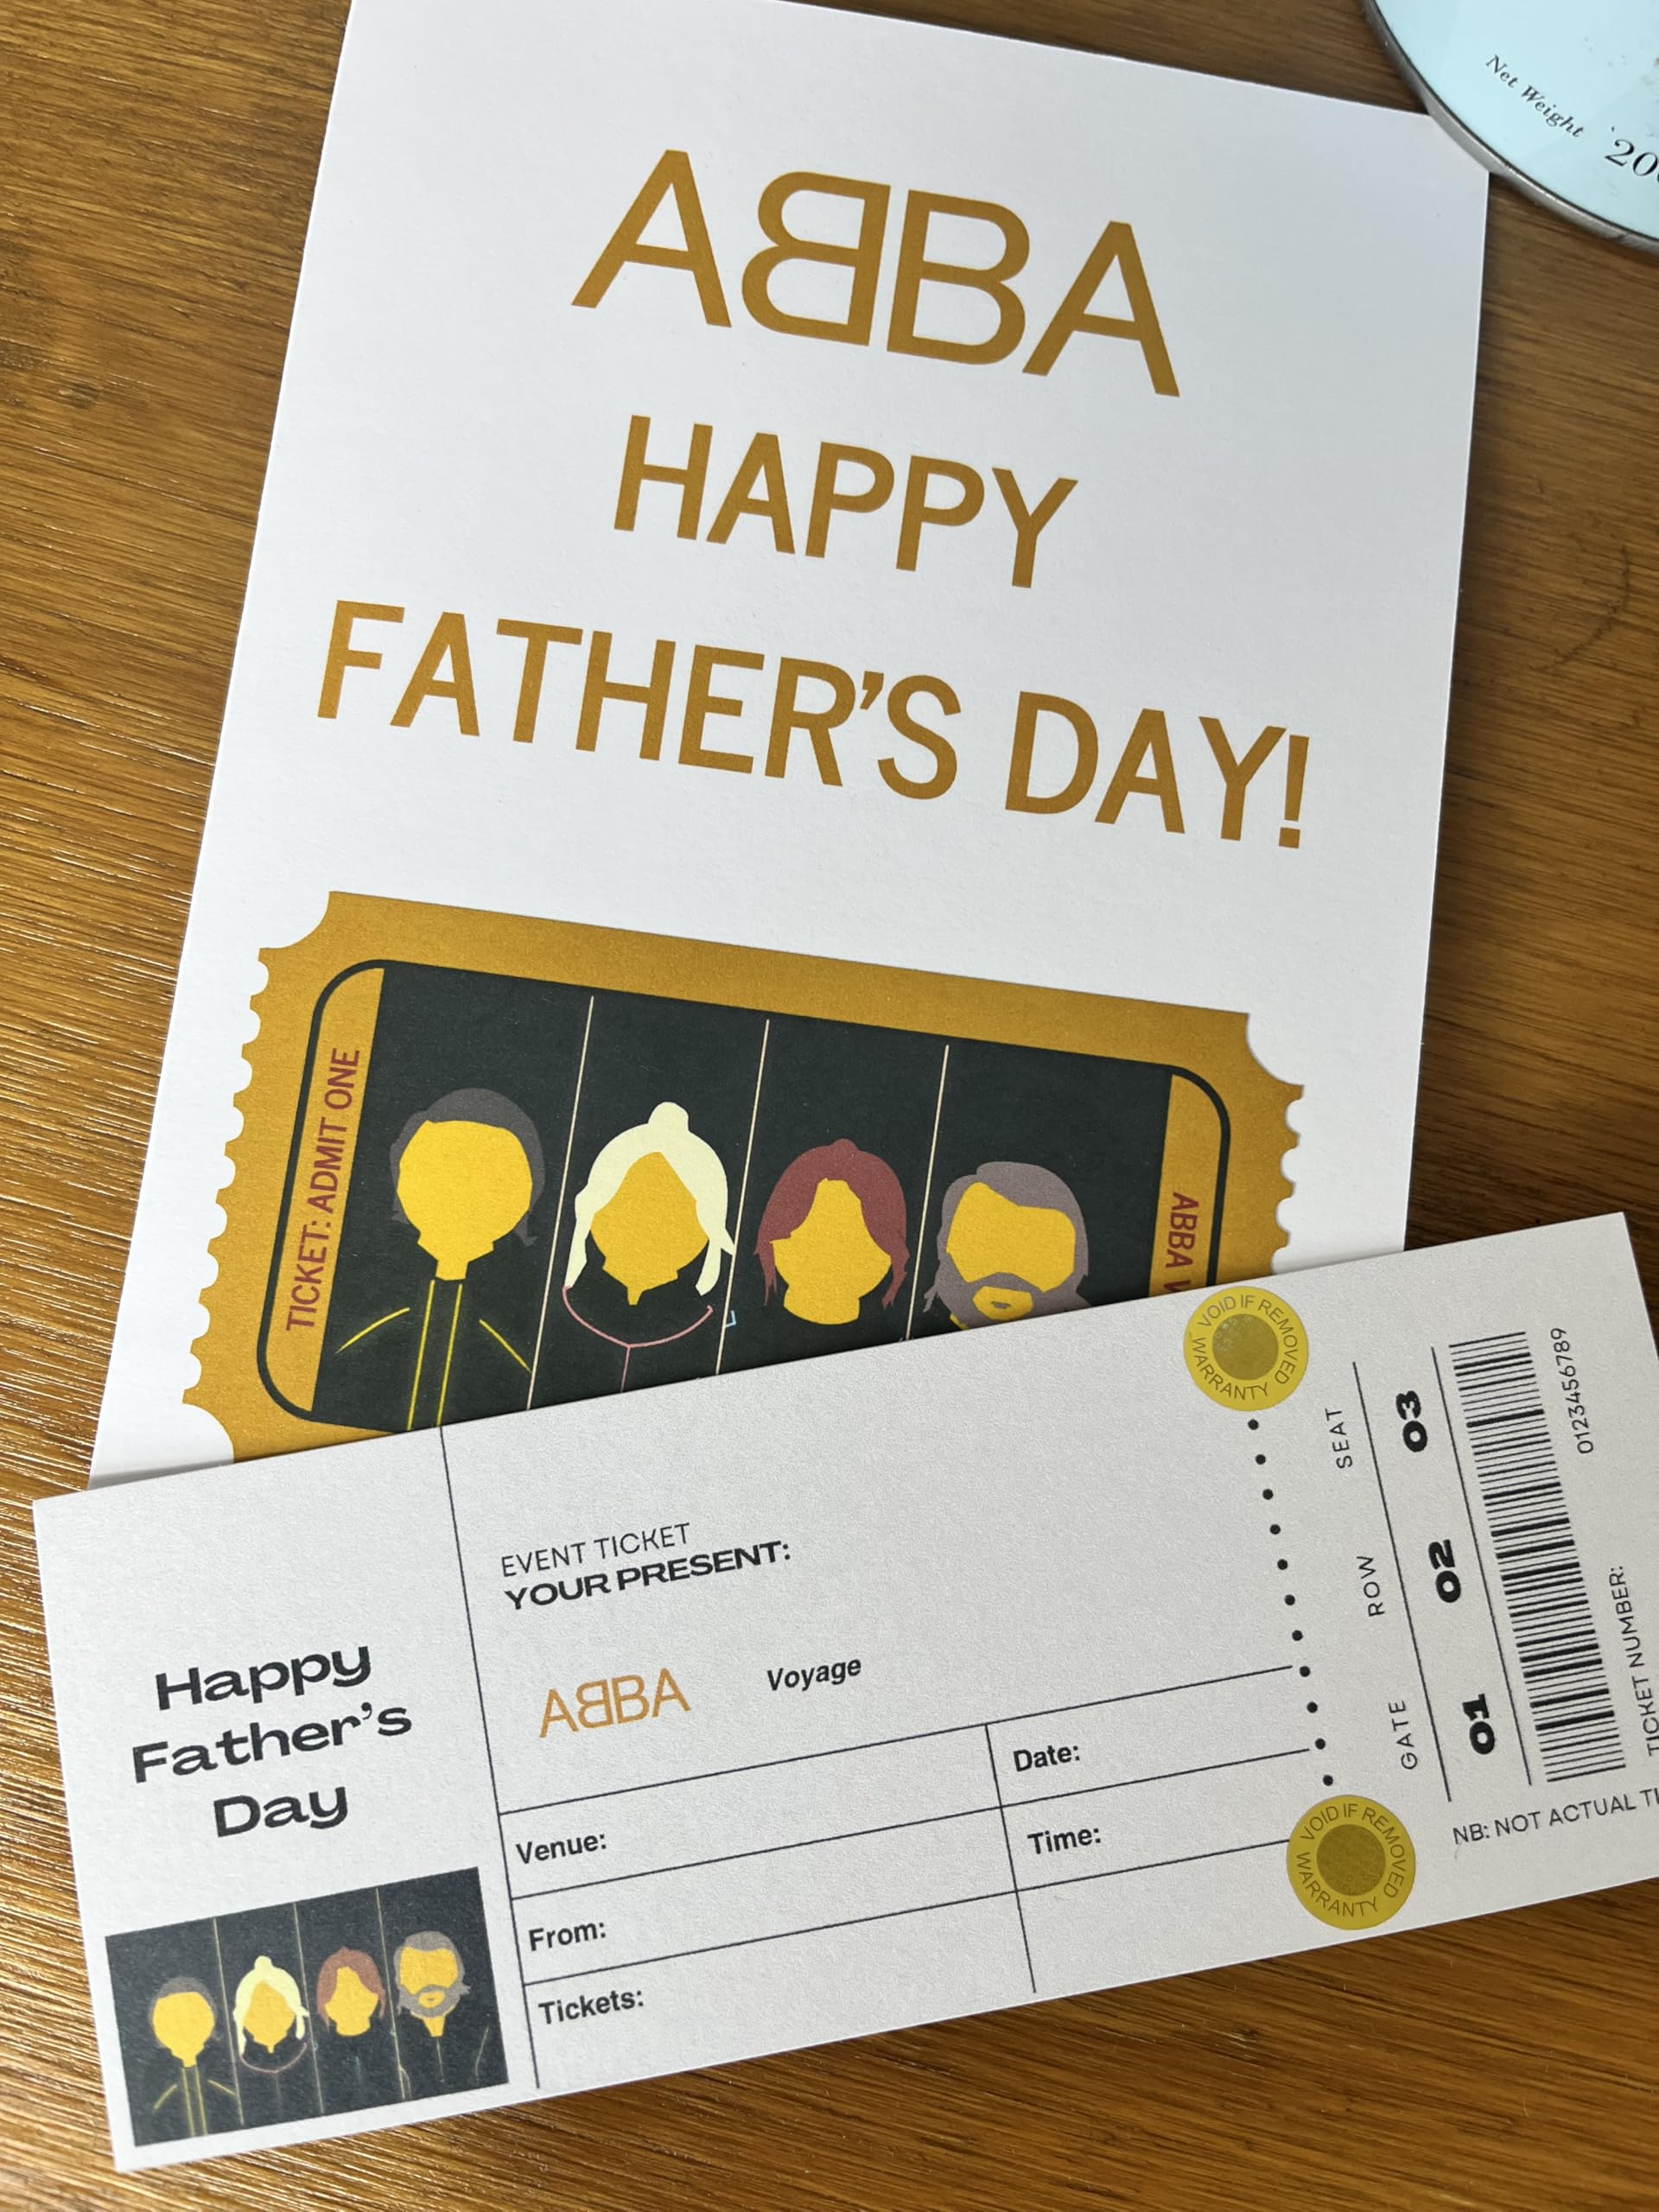 Net Weight
ABBA
HAPPY
FATHER'S DAY!
TICKET: ADMIT ONE
ABBA
EVENT TICKET
YOUR PRESENT:
ABBA Voyage
Happy
Father's
Day
Venue:
Date:
From:
Time:
Tickets:
VOID IF REMOVED
WARRANTY
VOID IF REMOVED
WARRANTY
GATE ROW SEAT
01 02 03
TICKET NUMBER: 0123456789
NB: NOT ACTUAL